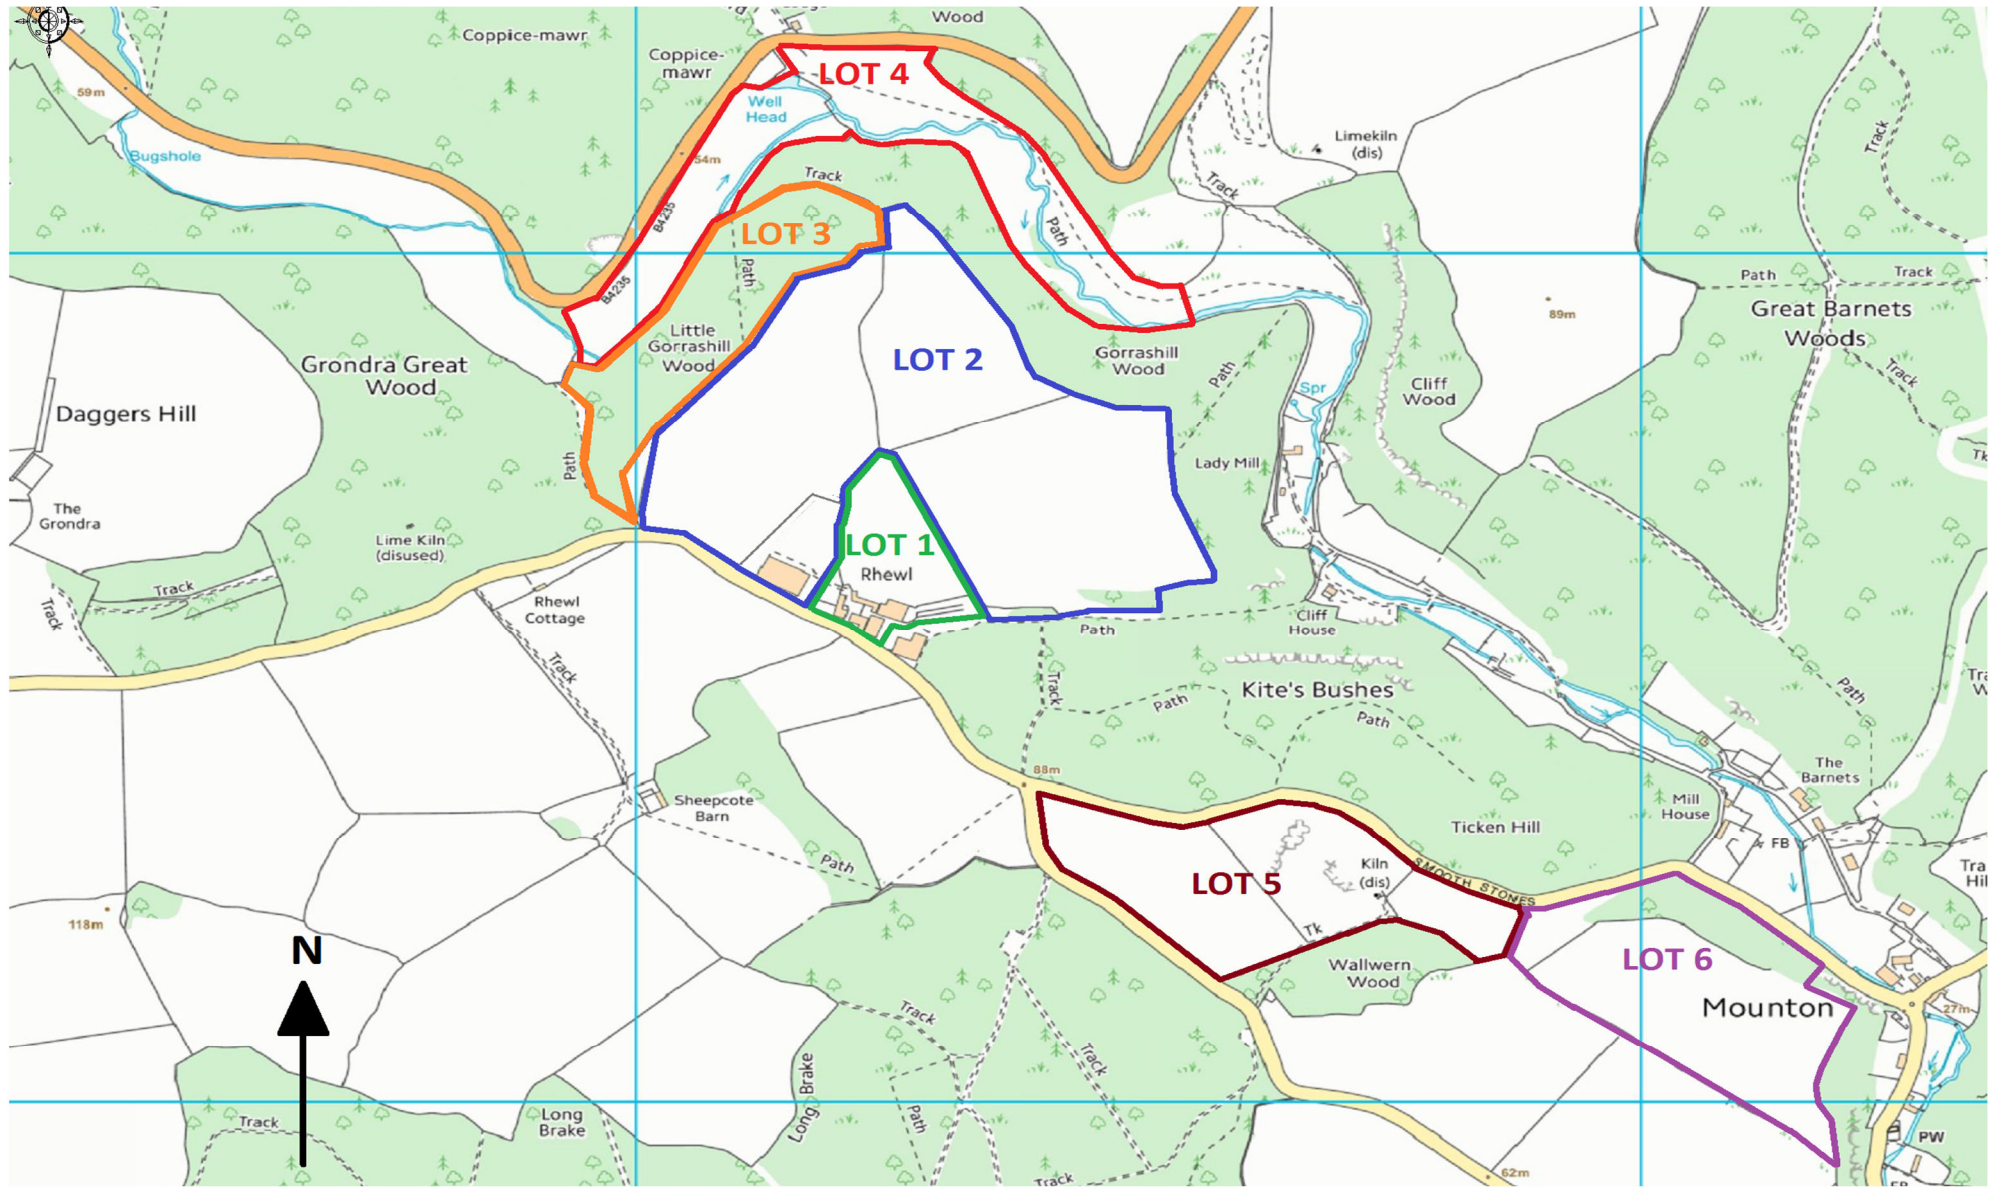 Wood
Coppice-mawr
Coppice-
mawr
LOT 4
59m
Well
Head
Limekiln
(dis)
Track
Bugshole
54m
Track
Track
B4235
Path
LOT 3
Path
B4235
Path
Track
Great Barnets
Woods
89m
Little
Gorrashill
Wood
LOT 2
Gorrashill
Wood
Path
Grondra Great
Wood
Cliff
Wood
Spr
Track
Daggers Hill
Path
Lady Mill
Tk
The
Grondra
Lime Kiln
(disused)
LOT 1
Rhewl
Track
Track
Rhewl
Cottage
Cliff
House
Path
Track
Track
Kite's Bushes
Path
Path
Path
88m
The
Barnets
Sheepcote
Barn
Mill
House
Ticken Hill
FB
Path
Kiln
(dis)
LOT 5
SMOOTH STONES
Tra
Hil
118m
Tk
N
Wallwern
Wood
LOT 6
Mounton
27m
Track
Track
Long Brake
Path
Long
Brake
Track
PW
62m
Track